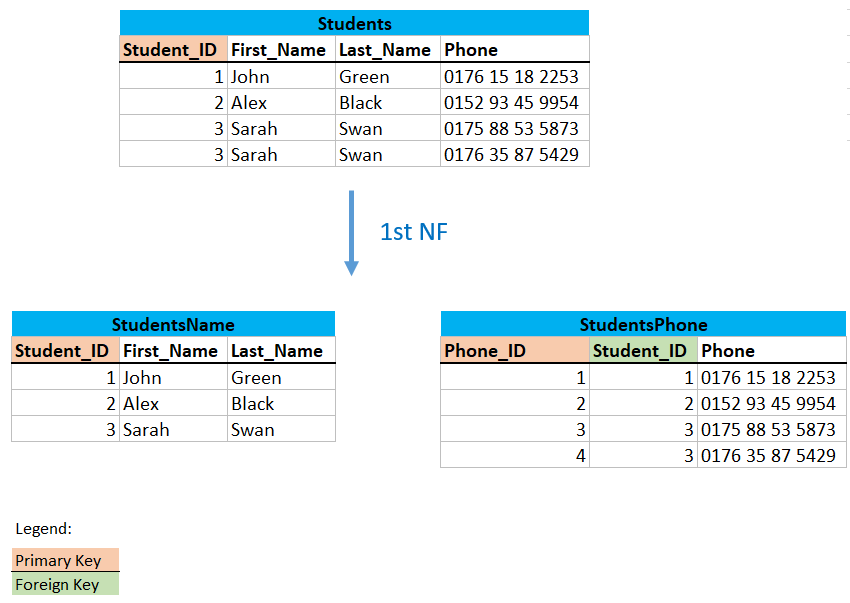 Students
Student_ID First_Name Last_Name Phone
1 John Green 0176 15 18 2253
2 Alex Black 0152 93 45 9954
3 Sarah Swan 0175 88 53 5873
3 Sarah Swan 0176 35 87 5429
1st NF
StudentsName
Student_ID First_Name Last_Name
1 John Green
2 Alex Black
3 Sarah Swan
StudentsPhone
Phone_ID Student_ID Phone
1 1 0176 15 18 2253
2 2 0152 93 45 9954
3 3 0175 88 53 5873
4 3 0176 35 87 5429
Legend:
Primary Key
Foreign Key